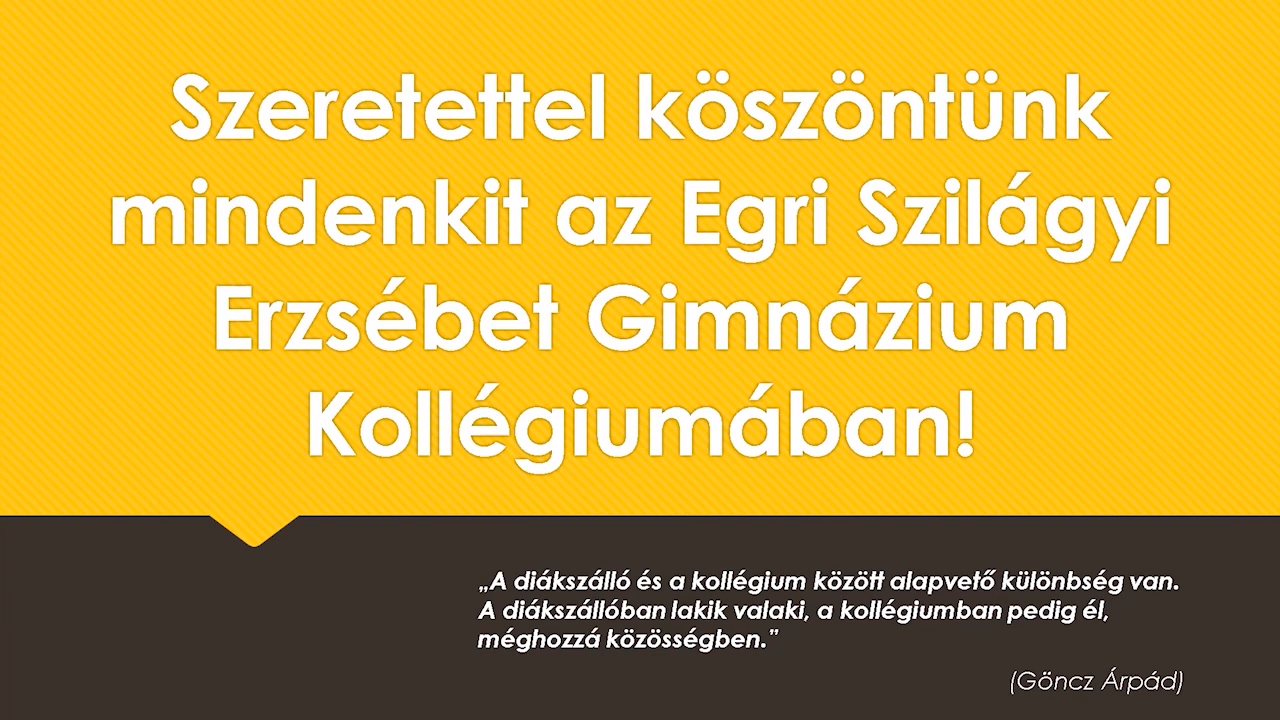 Szeretettel köszöntünk
mindenkit az Egri Szilágyi
Erzsébet Gimnázium
Kollégiumában!
„A diákszálló és a kollégium között alapvető különbség van.
A diákszállóban lakik valaki, a kollégiumban pedig él,
méghozzá közösségben.”
(Göncz Árpád)